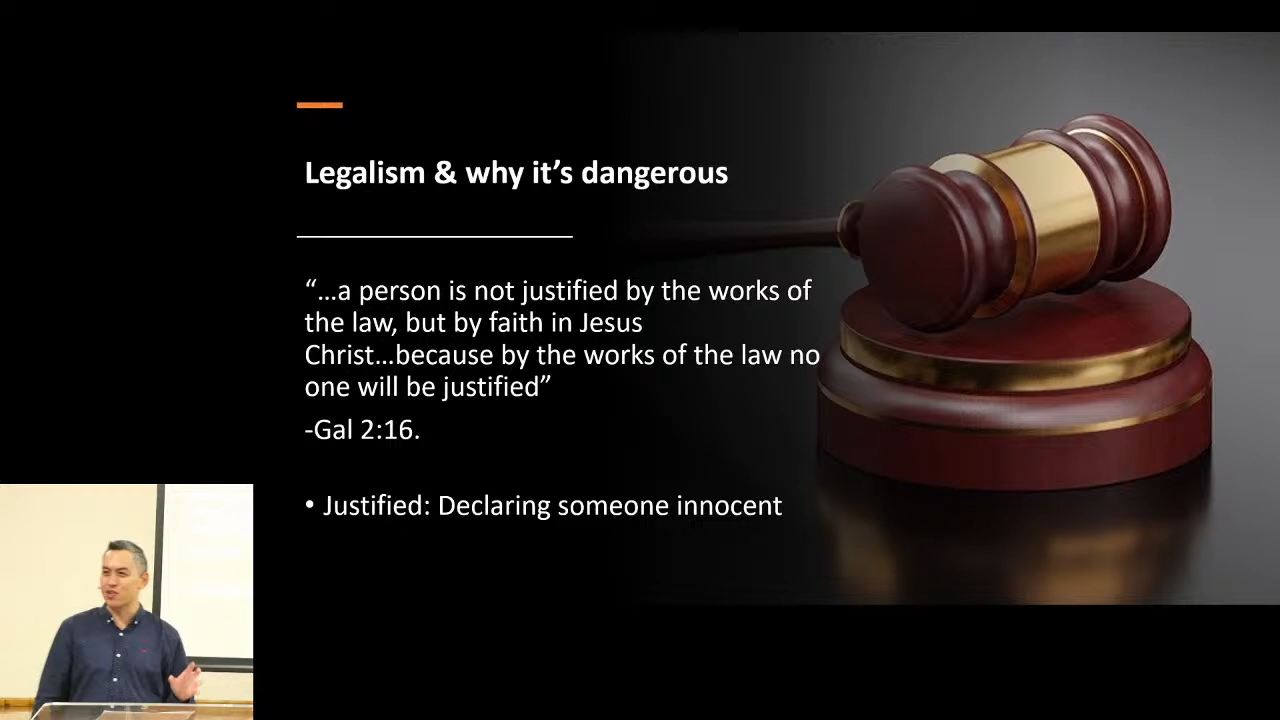 Legalism & why it’s dangerous
“…a person is not justified by the works of
the law, but by faith in Jesus
Christ…because by the works of the law no
one will be justified”
-Gal 2:16.
• Justified: Declaring someone innocent